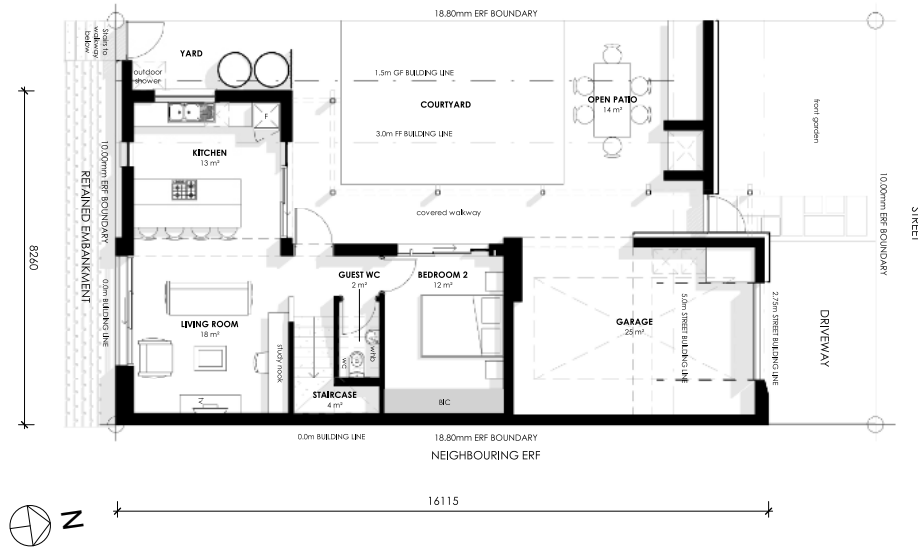 18.80mm ERF BOUNDARY
Stairs to
walkway
below
YARD
outdoor
shower
1.5m GF BUILDING LINE
COURTYARD
OPEN PATIO
14 m²
front garden
3.0m FF BUILDING LINE
F
KITCHEN
13 m²
10.00mm ERF BOUNDARY
RETAINED EMBANKMENT
10.00mm ERF BOUNDARY
STREET
covered walkway
8260
0.0m BUILDING LINE
GUEST WC
2 m²
BEDROOM 2
12 m²
LIVING ROOM
18 m²
study nook
wc
whb
GARAGE
25 m²
5.0m STREET BUILDING LINE
2.75m STREET BUILDING LINE
DRIVEWAY
STAIRCASE
4 m²
BIC
0.0m BUILDING LINE
18.80mm ERF BOUNDARY
NEIGHBOURING ERF
16115
N